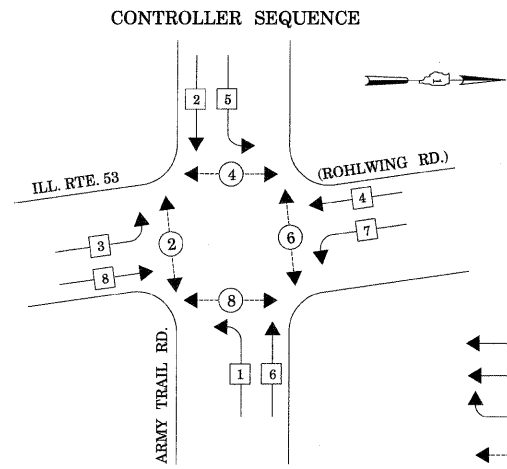 CONTROLLER SEQUENCE
2 5
4
ILL. RTE. 53
(ROHLWING RD.)
4
3
2
6
7
8
8
1 6
ARMY TRAIL RD.